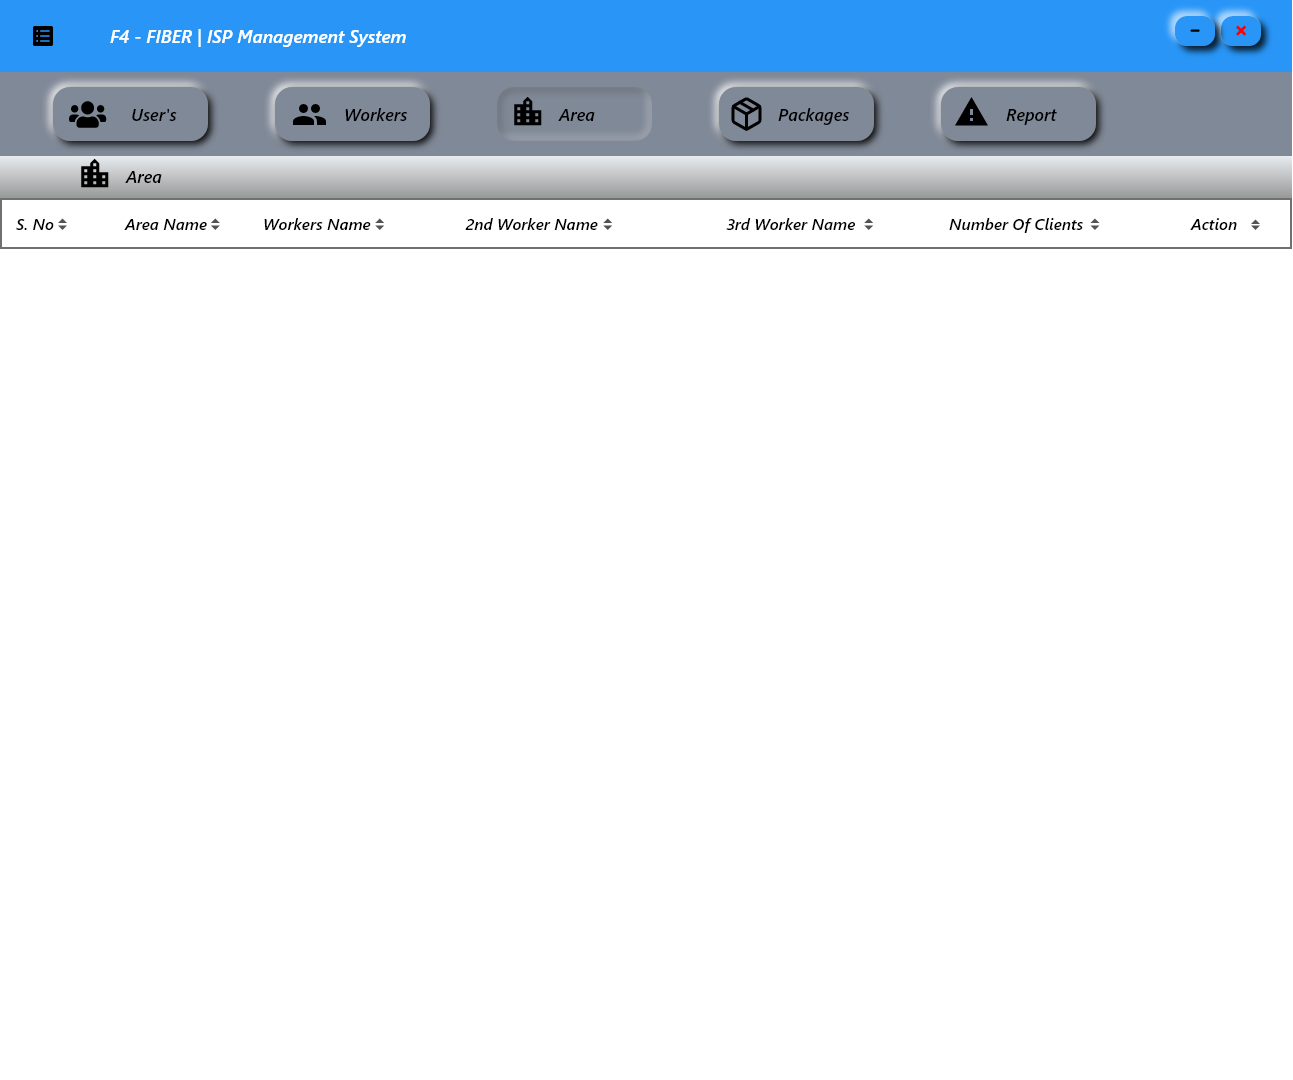 F4 - FIBER | ISP Management System
User's Workers Area Packages Report
Area
S. No Area Name Workers Name 2nd Worker Name 3rd Worker Name Number Of Clients Action